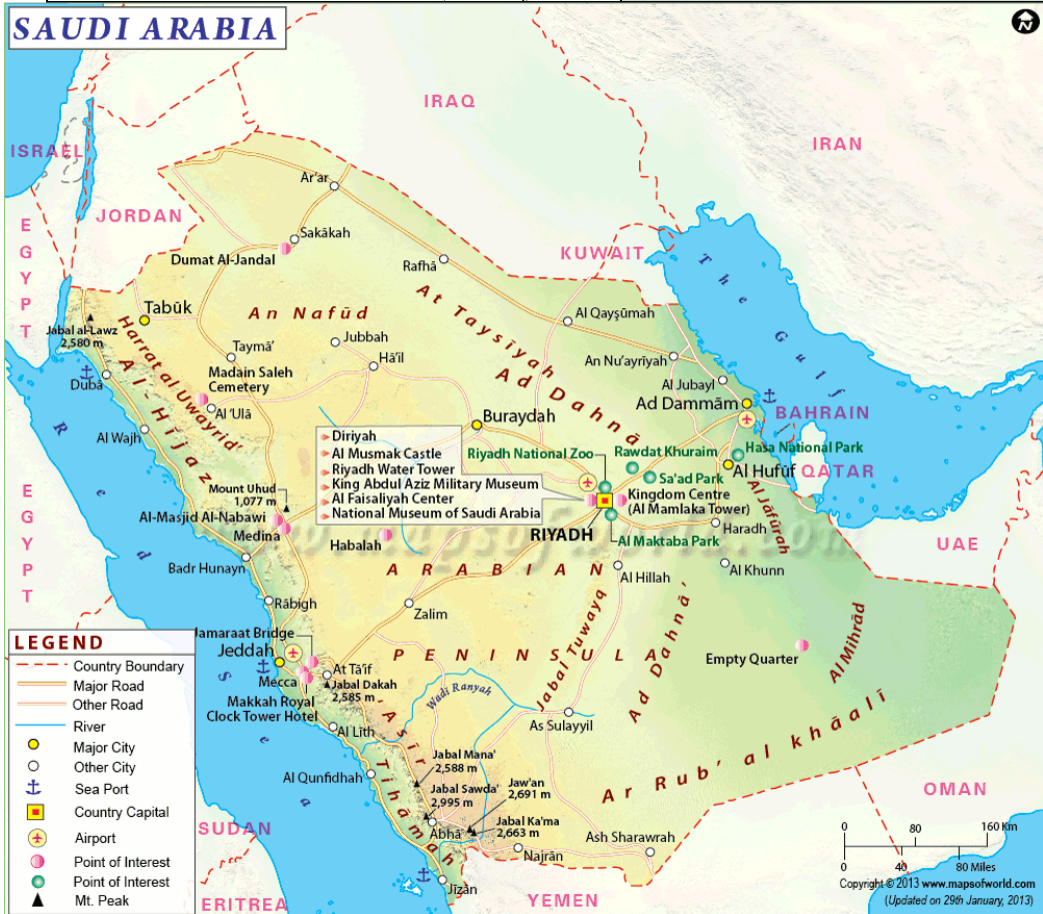 SAUDI ARABIA
N
IRAQ
IRAN
ISRAEL
JORDAN
EGYPT
KUWAIT
The Gulf
Ar'ar
Sakākah
Dumat Al-Jandal
Rafhā
Tabūk
An Nafūd
At Taysīyah
Al Qayşūmah
Jabal al-Lawz
2,580 m
Harrat al Uwayrid'
Jubbah
Taymā'
Hā'il
An Nu'ayrīyah
Madain Saleh
Cemetery
Al-Hijaz
Dubā
Ad Dahnā
Al Jubayl
Ad Dammām
BAHRAIN
Al 'Ulā
Al Wajh
Buraydah
Diriyah
Al Musmak Castle
Riyadh Water Tower
King Abdul Aziz Military Museum
Al Faisaliyah Center
National Museum of Saudi Arabia
Riyadh National Zoo
Rawdat Khuraim
Hasa National Park
Sa'ad Park
Al Hufūf
QATAR
Kingdom Centre
(Al Mamlaka Tower)
Al Jafūrah
Red Sea
EGYPT
Mount Uhud
1,077 m
Al-Masjid Al-Nabawi
Medina
Habalah
RIYADH
Al Maktaba Park
Haradh
UAE
Badr Hunayn
ARABIAN
Al Hillah
Al Khunn
Rābigh
Zalim
Jamaraat Bridge
Jeddah
PENINSULA
Jabal Tuwayq
Ad Dahnā'
Empty Quarter
Al Mihrād
Mecca
At Tā'if
Jabal Dakah
2,585 m
Wadi Ranyah
Makkah Royal
Clock Tower Hotel
Al Līth
'Asīr
As Sulayyil
Ar Rub' al khāalī
Al Qunfidhah
Tihāmah
Jabal Mana'
2,588 m
Jabal Sawda'
2,995 m
Jaw'an
2,691 m
Jabal Ka'ma
2,663 m
Abhā
Najrān
Ash Sharawrah
Jīzān
SUDAN
ERITREA
YEMEN
OMAN
LEGEND
Country Boundary
Major Road
Other Road
River
Major City
Other City
Sea Port
Country Capital
Airport
Point of Interest
Point of Interest
Mt. Peak
0 80 160 Km
0 40 80 Miles
Copyright © 2013 www.mapsofworld.com
(Updated on 29th January, 2013)